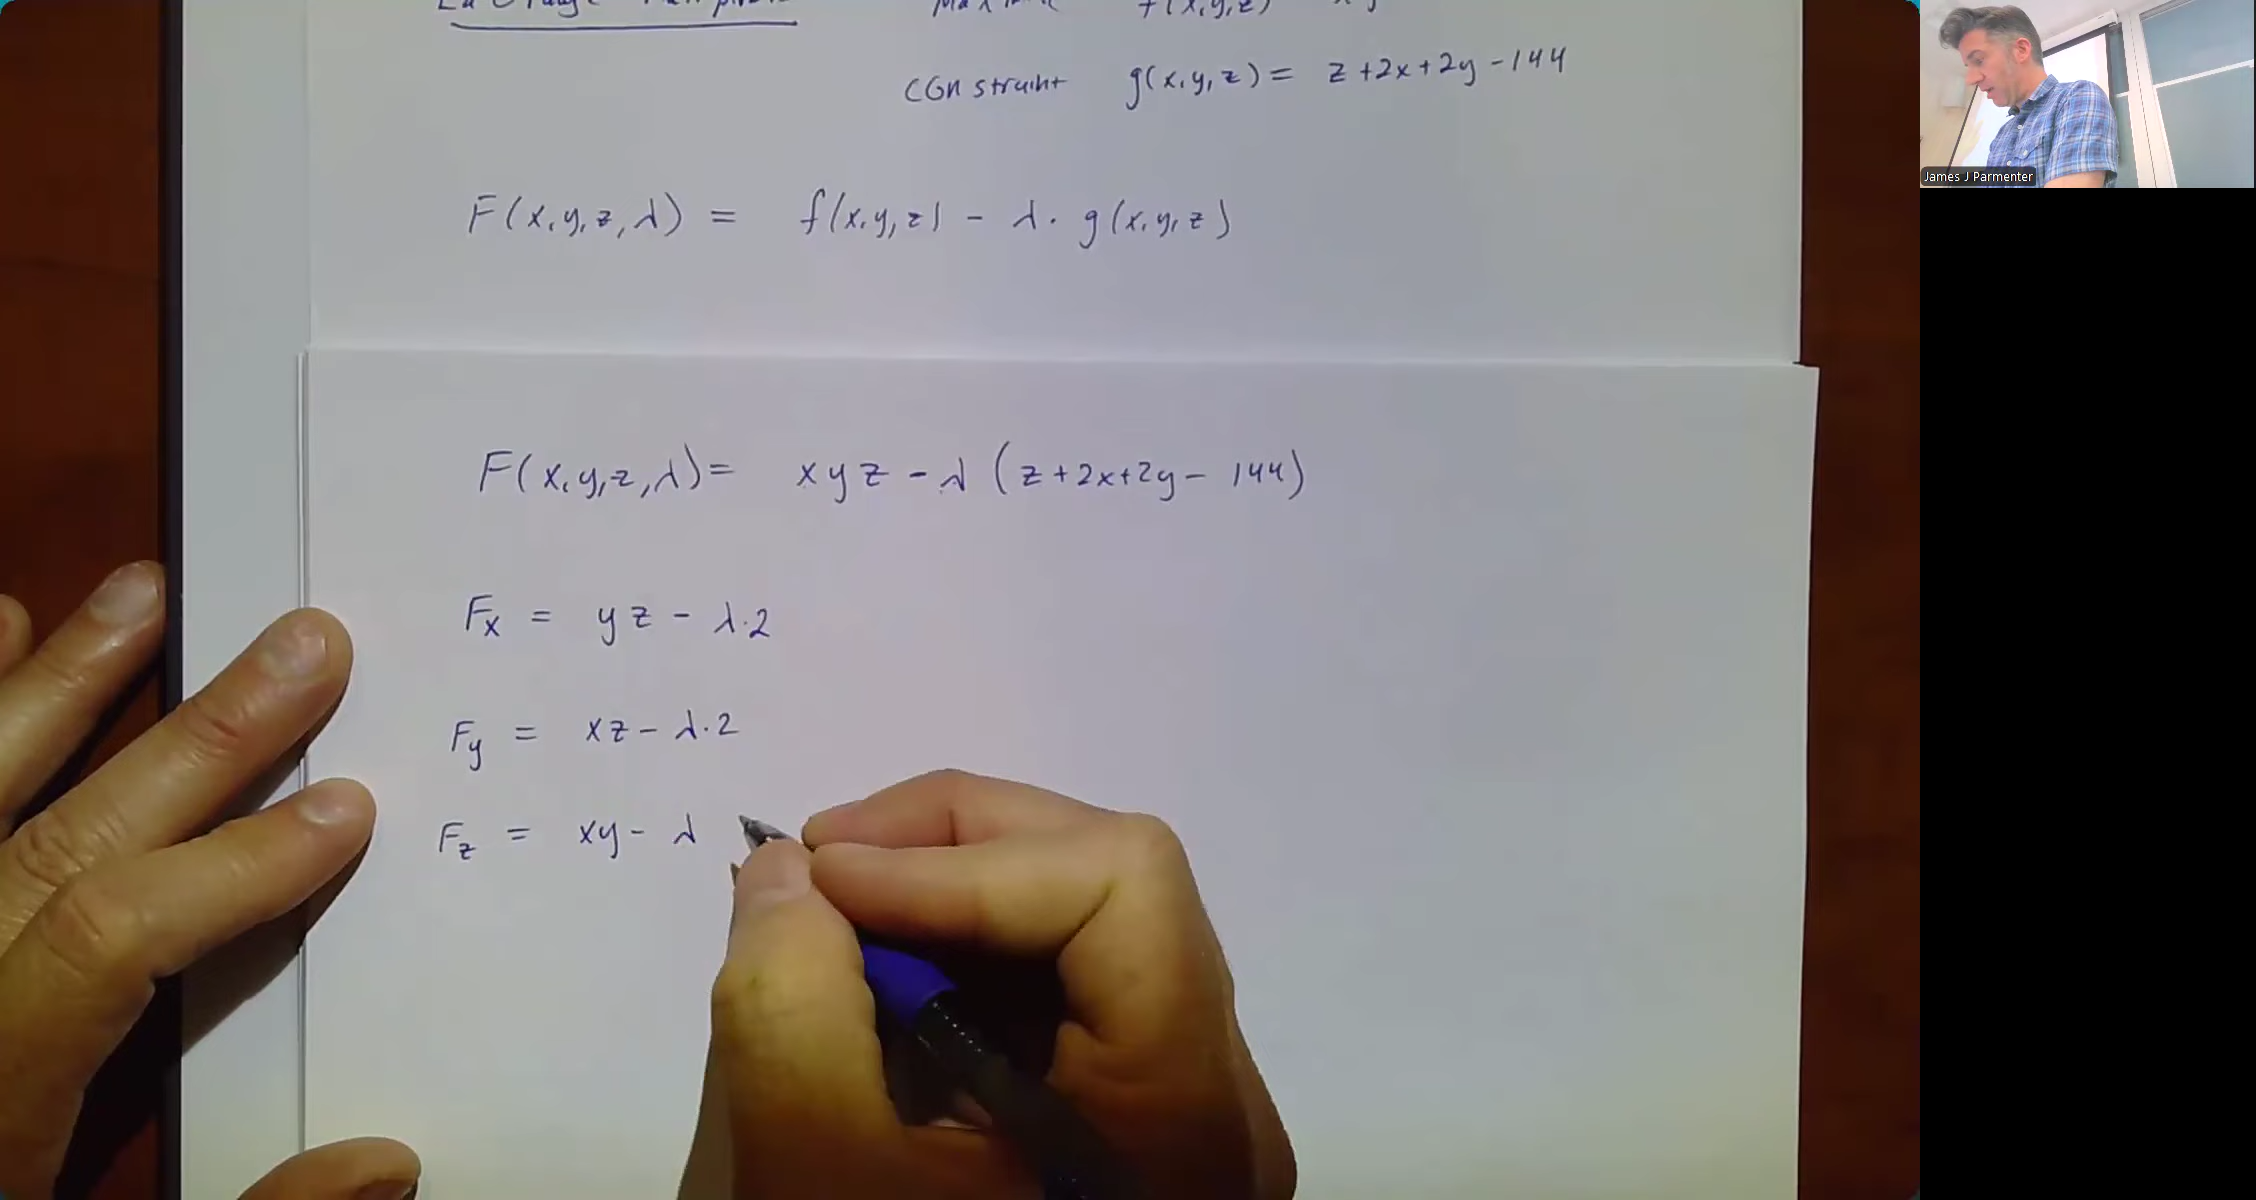 f(x,y,z)
constraint g(x,y,z) = z+2x+2y-144
F(x,y,z,λ) = f(x,y,z) - λ· g(x,y,z)
F(x,y,z,λ)= xyz-λ (z+2x+2y-144)
Fx = yz-λ·2
Fy = xz-λ·2
Fz = xy-λ
James J Parmenter